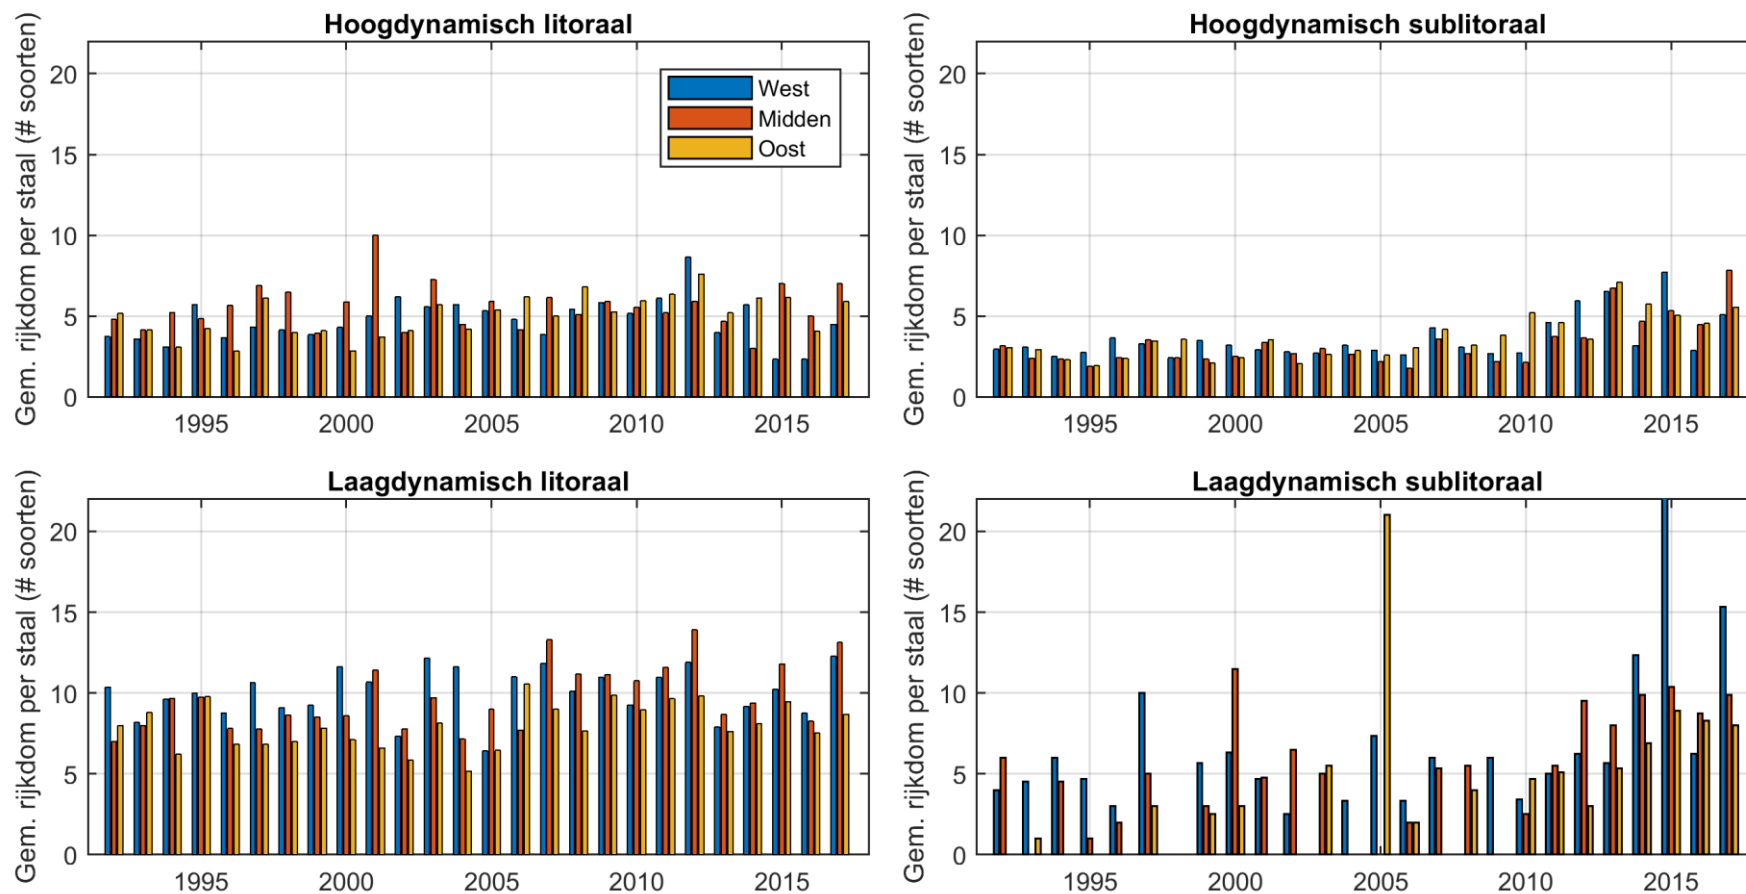 Hoogdynamisch litoraal
Gem. rijkdom per staal (# soorten)
20
15
10
5
0
1995 2000 2005 2010 2015
West
Midden
Oost
Hoogdynamisch sublitoraal
Gem. rijkdom per staal (# soorten)
20
15
10
5
0
1995 2000 2005 2010 2015
Laagdynamisch litoraal
Gem. rijkdom per staal (# soorten)
20
15
10
5
0
1995 2000 2005 2010 2015
Laagdynamisch sublitoraal
Gem. rijkdom per staal (# soorten)
20
15
10
5
0
1995 2000 2005 2010 2015